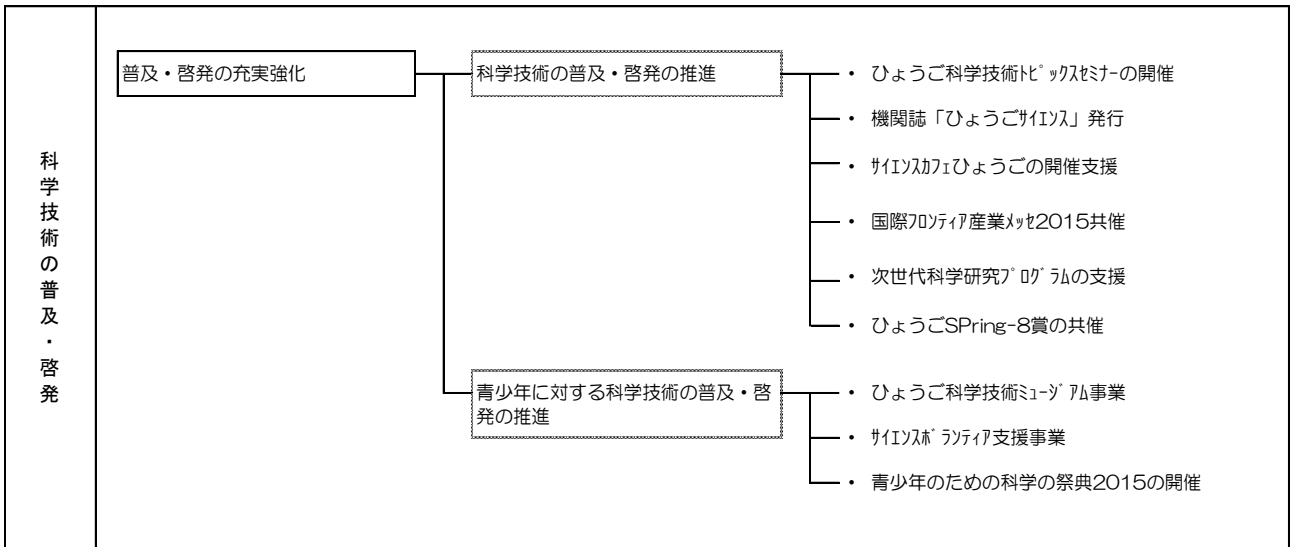 科学技術の普及・啓発
普及・啓発の充実強化
科学技術の普及・啓発の推進
・ ひょうご科学技術ﾄﾋﾟｯｸｽｾﾐﾅｰの開催
・ 機関誌「ひょうごｻｲｴﾝｽ」発行
・ ｻｲｴﾝｽｶﾌｪひょうごの開催支援
・ 国際ﾌﾛﾝﾃｨｱ産業ﾒｯｾ2015共催
・ 次世代科学研究ﾌﾟﾛｸﾞﾗﾑの支援
・ ひょうごSPring-8賞の共催
青少年に対する科学技術の普及・啓
発の推進
・ ひょうご科学技術ﾐｭｰｼﾞｱﾑ事業
・ ｻｲｴﾝｽﾎﾞﾗﾝﾃｨｱ支援事業
・ 青少年のための科学の祭典2015の開催